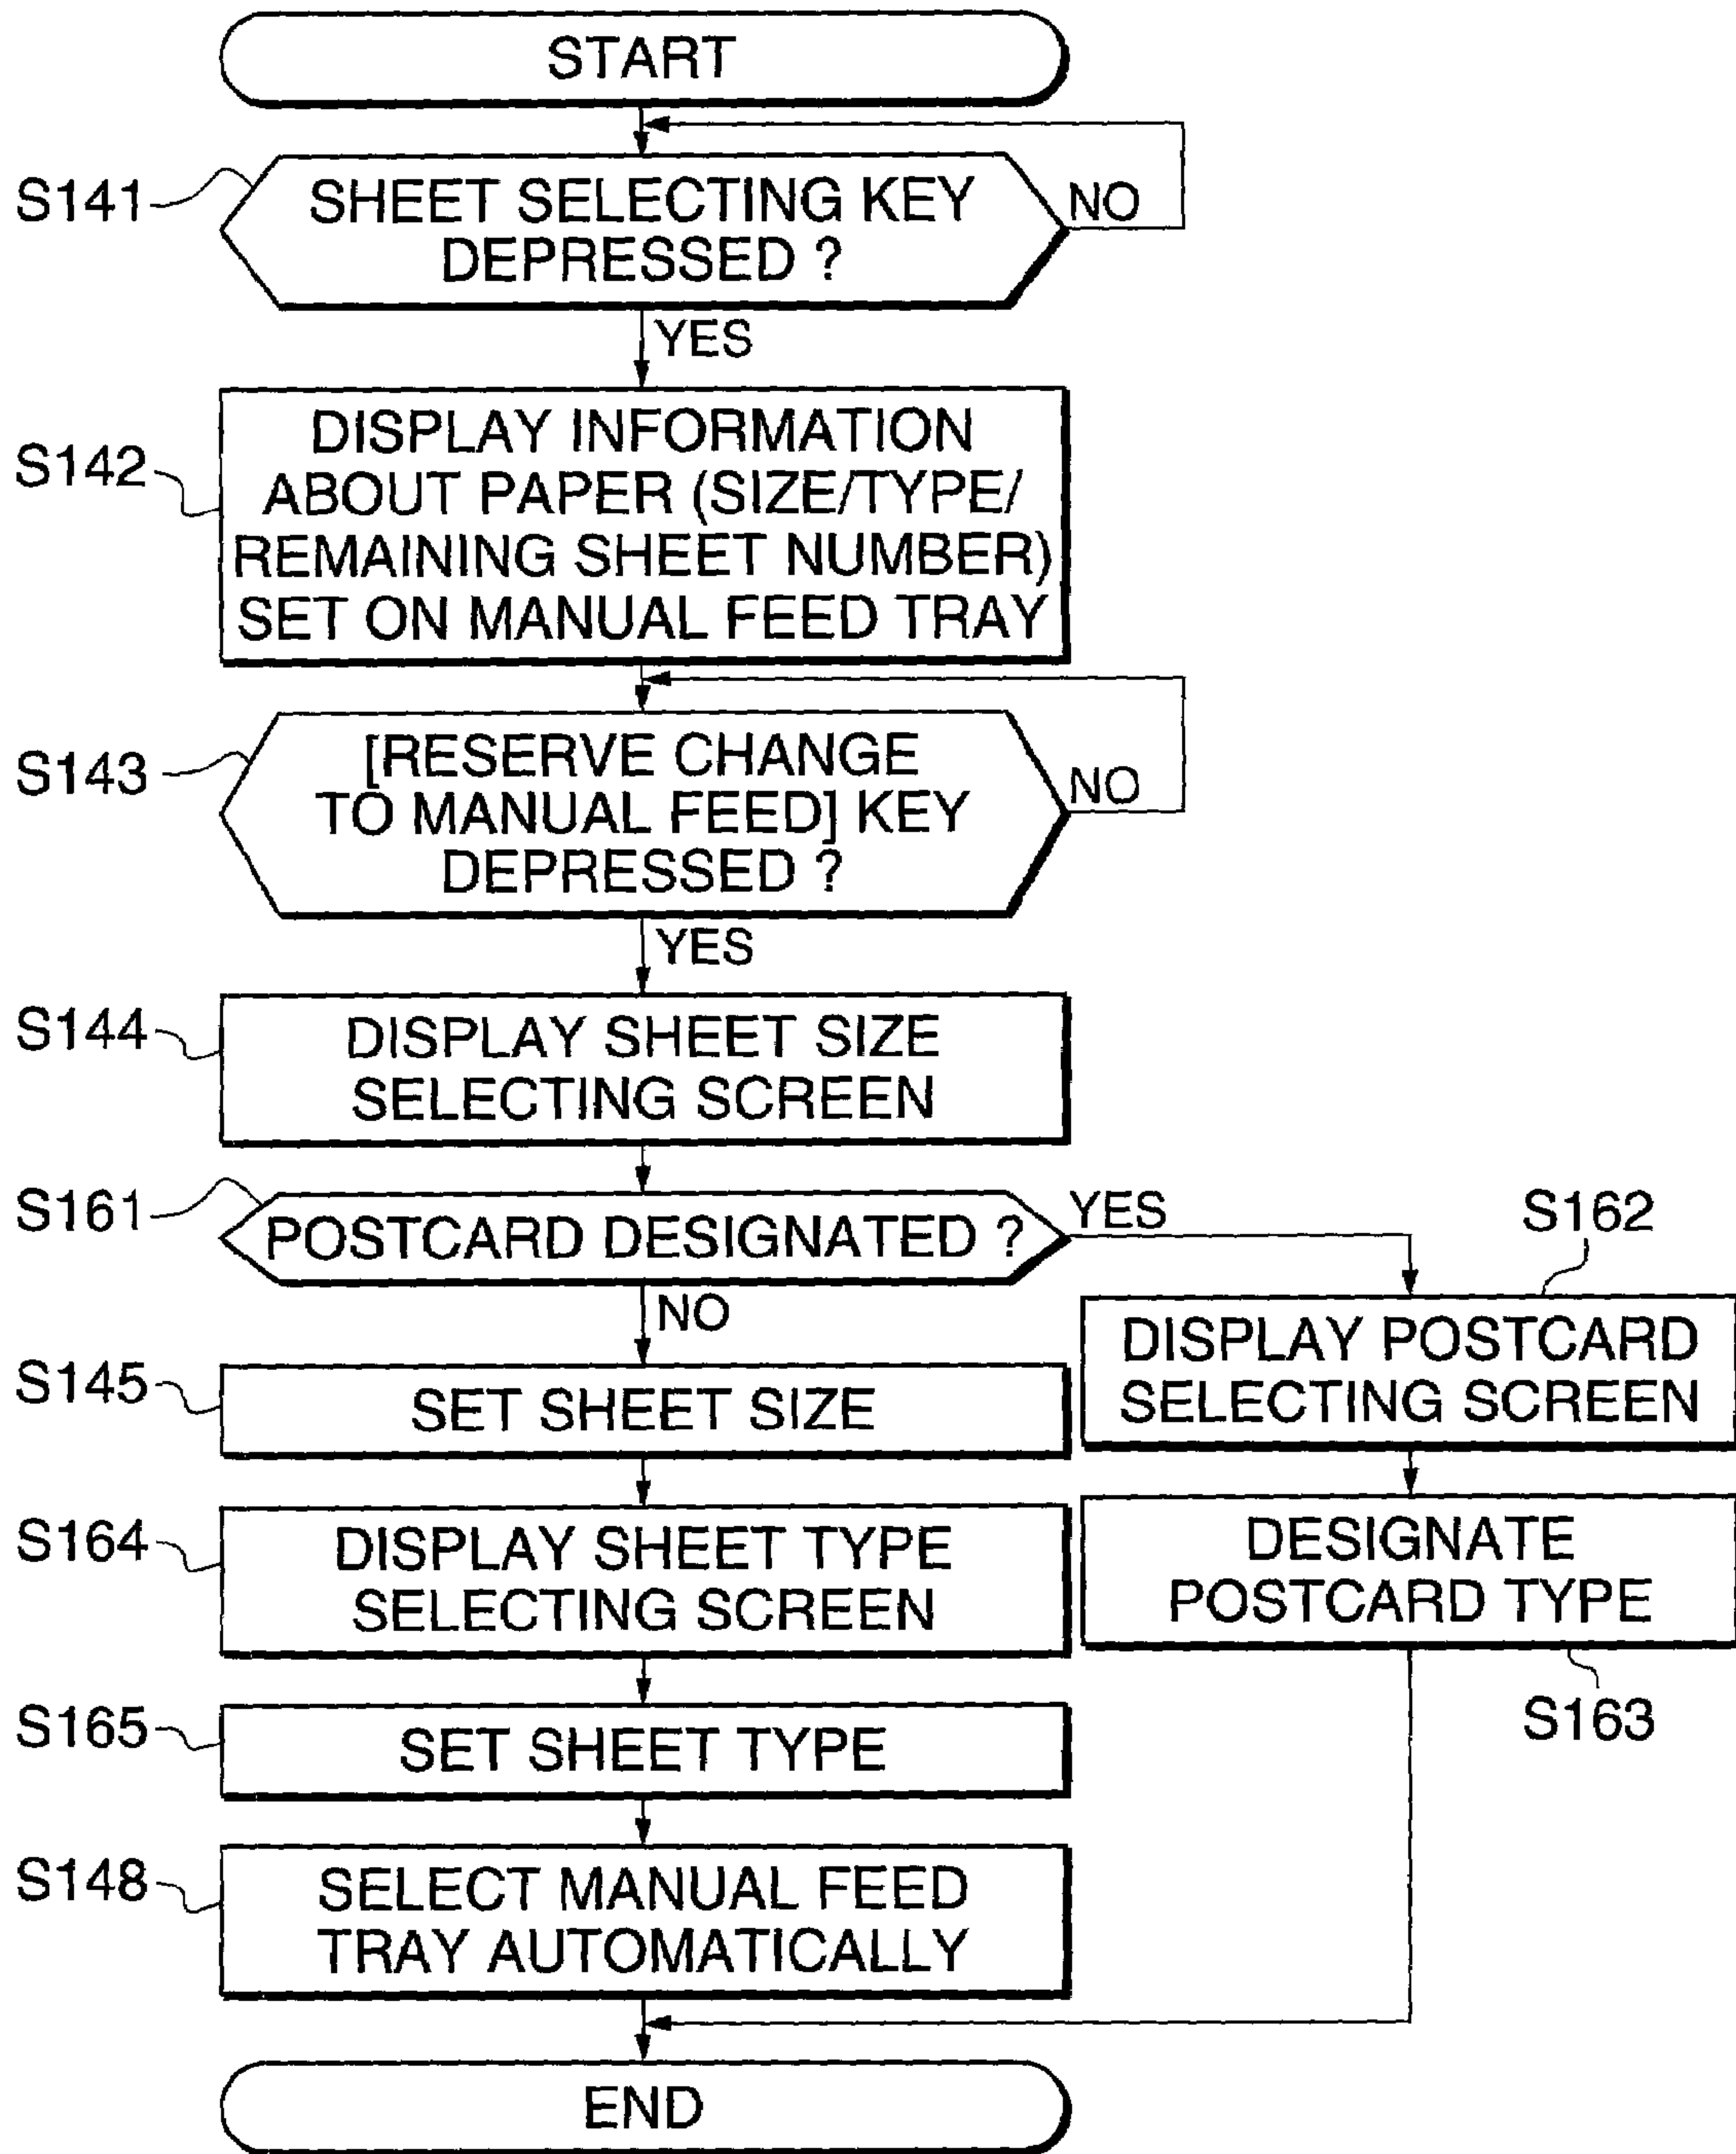 START
S141
SHEET SELECTING KEY
DEPRESSED ?
NO
YES
S142
DISPLAY INFORMATION
ABOUT PAPER (SIZE/TYPE/
REMAINING SHEET NUMBER)
SET ON MANUAL FEED TRAY
S143
[RESERVE CHANGE
TO MANUAL FEED] KEY
DEPRESSED ?
NO
YES
S144
DISPLAY SHEET SIZE
SELECTING SCREEN
S161
POSTCARD DESIGNATED ?
YES
NO
S162
DISPLAY POSTCARD
SELECTING SCREEN
S145
SET SHEET SIZE
S164
DISPLAY SHEET TYPE
SELECTING SCREEN
DESIGNATE
POSTCARD TYPE
S163
S165
SET SHEET TYPE
S148
SELECT MANUAL FEED
TRAY AUTOMATICALLY
END